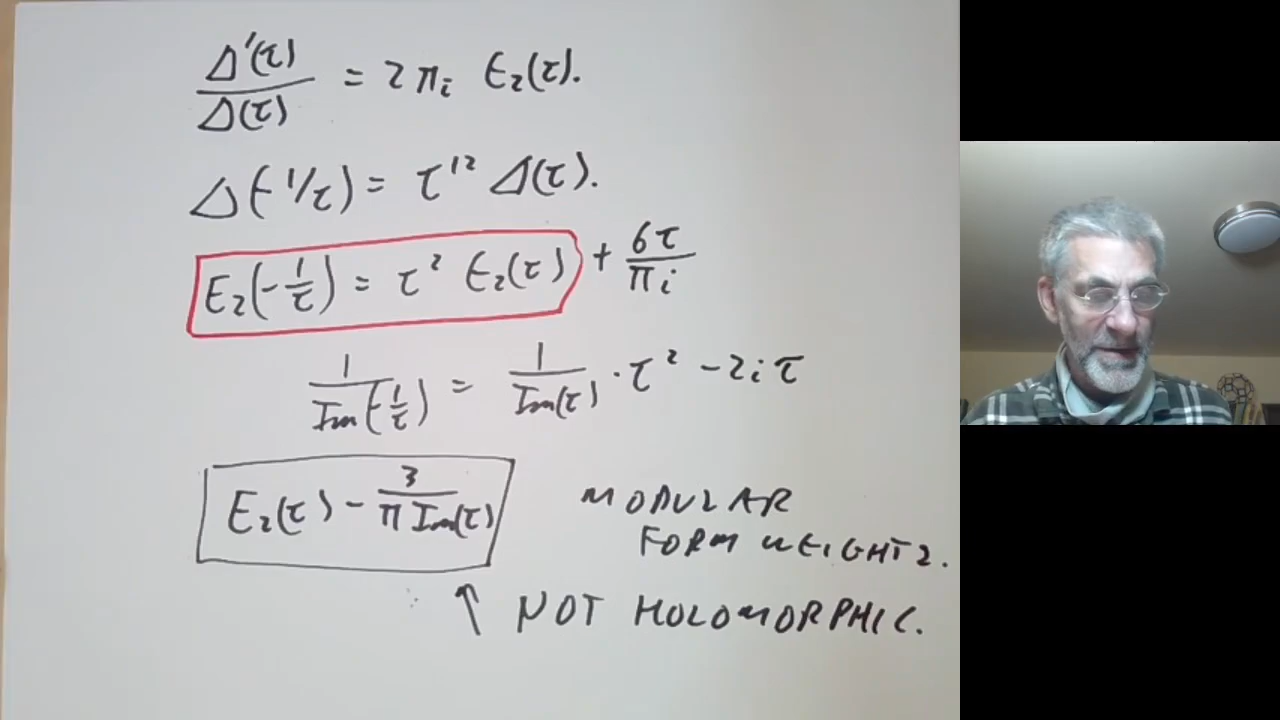 Δ'(τ)/Δ(τ) = 2πi E₂(τ).
Δ(-1/τ) = τ¹² Δ(τ).
E₂(-1/τ) = τ² E₂(τ) + 6τ/πi
1/Im(-1/τ) = 1/Im(τ) · τ² - 2iτ
E₂(τ) - 3/πIm(τ) MODULAR
FORM WEIGHT 2.
↑ NOT HOLOMORPHIC.